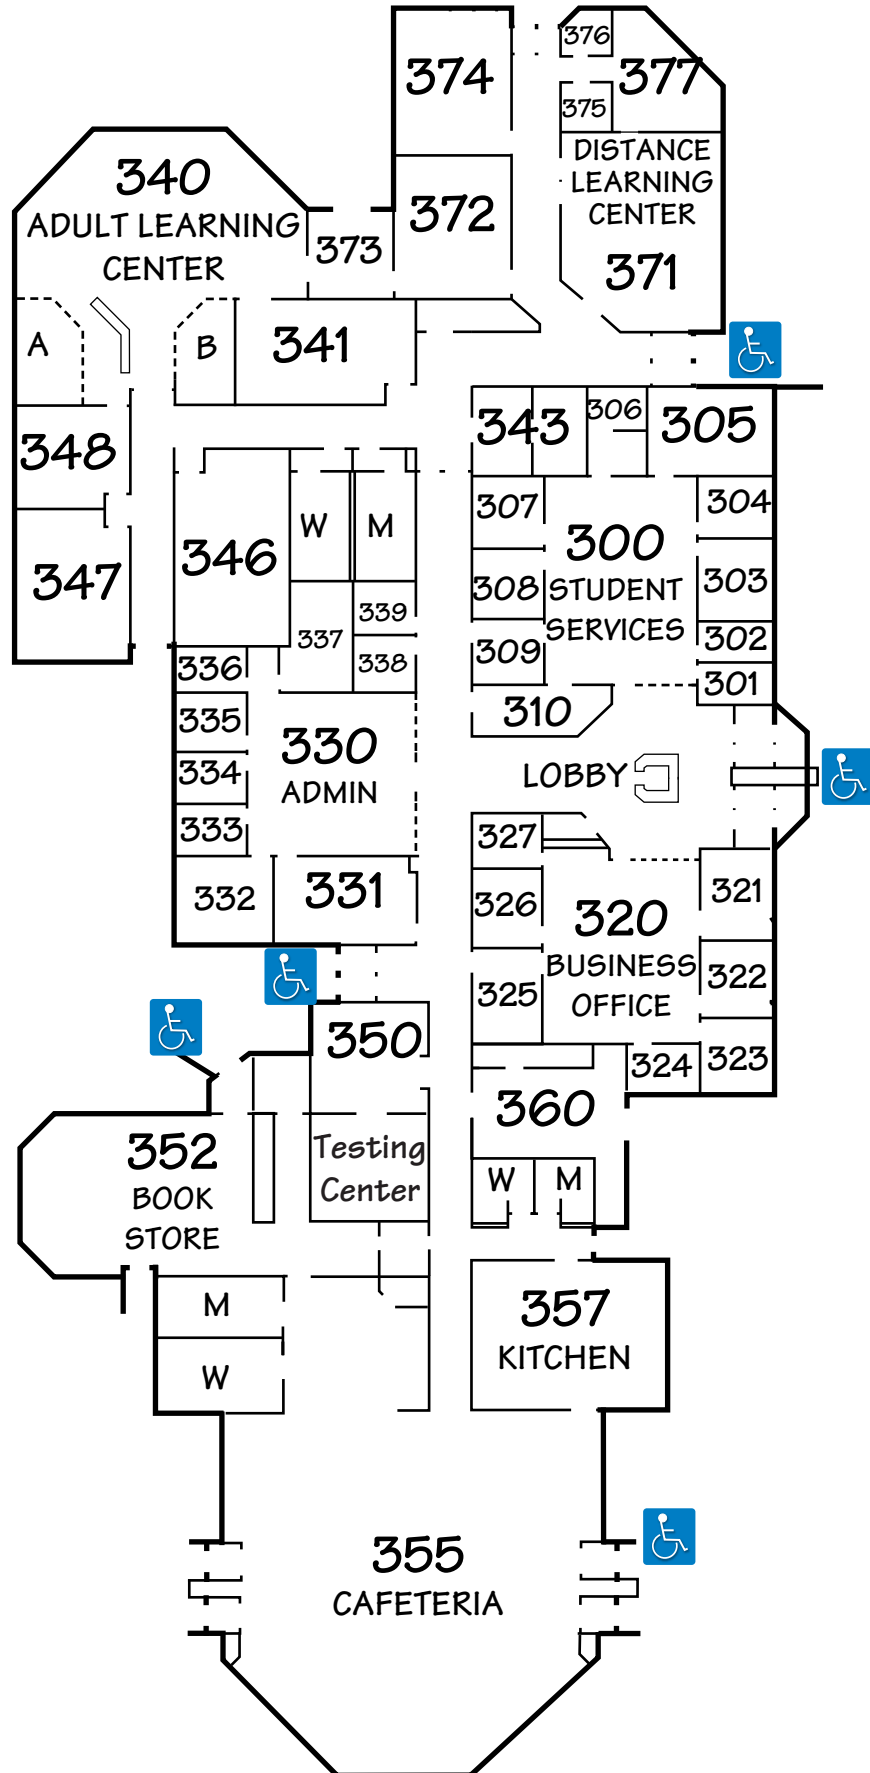 376
374
377
375
DISTANCE
LEARNING
CENTER
371
340
ADULT LEARNING
CENTER
372
373
A
B
341
343
306
305
348
307
304
W
M
346
300
STUDENT
SERVICES
347
308
303
339
337
309
302
338
336
301
335
310
330
ADMIN
334
LOBBY
333
327
332
331
326
320
BUSINESS
OFFICE
321
322
325
350
324
323
360
352
BOOK
STORE
Testing
Center
W
M
M
357
KITCHEN
W
355
CAFETERIA